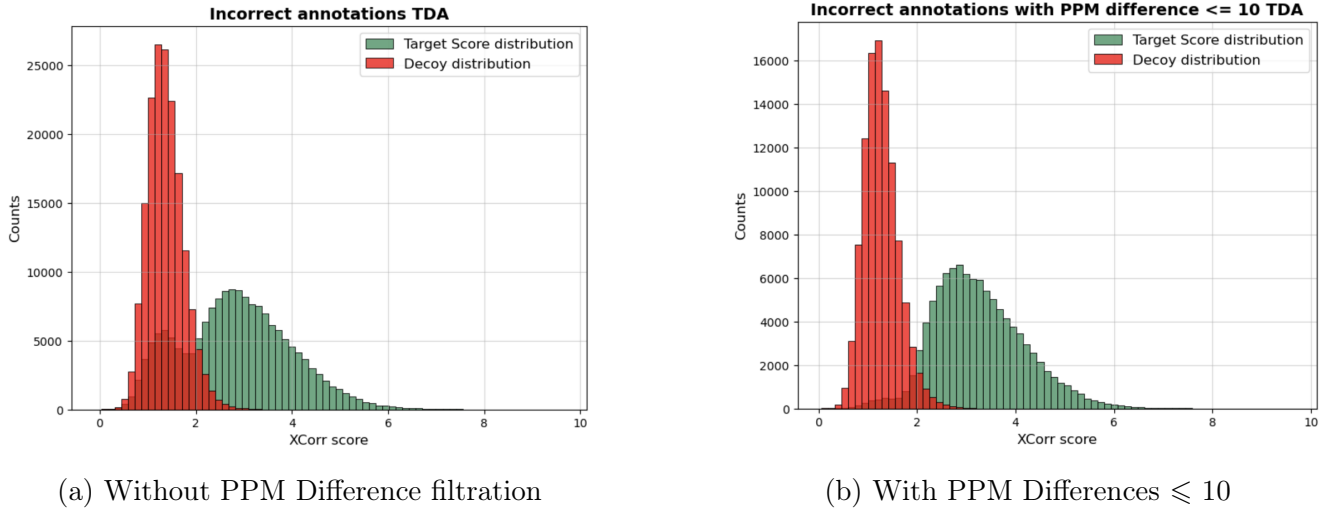 Incorrect annotations TDA
Target Score distribution
Decoy distribution
Counts
25000
20000
15000
10000
5000
0
0 2 4 6 8 10
XCorr score
(a) Without PPM Difference filtration
Incorrect annotations with PPM difference <= 10 TDA
Target Score distribution
Decoy distribution
Counts
16000
14000
12000
10000
8000
6000
4000
2000
0
0 2 4 6 8 10
XCorr score
(b) With PPM Differences ⩽ 10